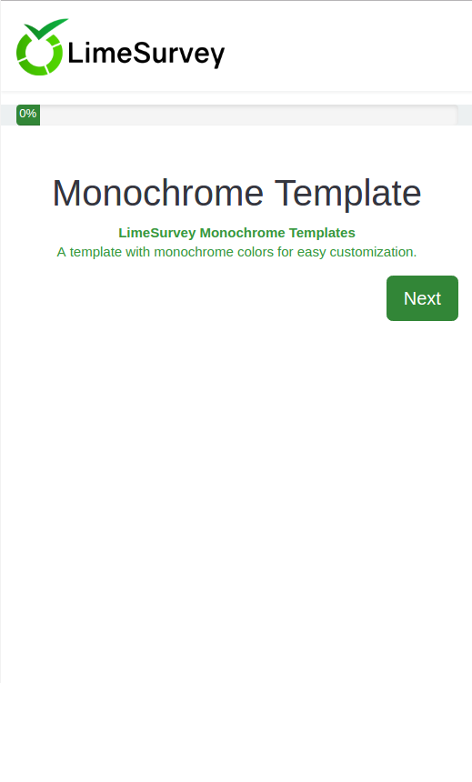 LimeSurvey
0%
Monochrome Template
LimeSurvey Monochrome Templates
A template with monochrome colors for easy customization.
Next